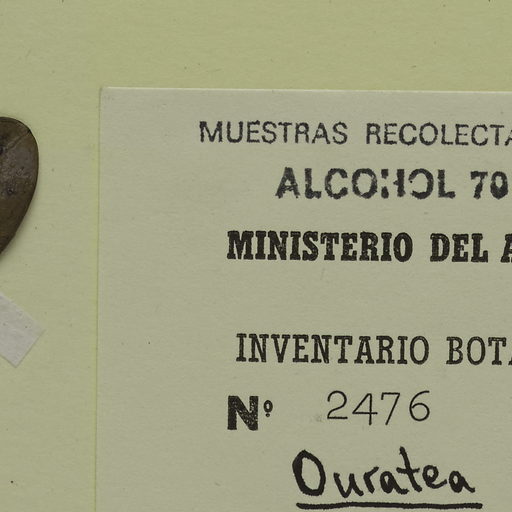 MUESTRAS RECOLECTA
ALCOHOL 70
MINISTERIO DEL A
INVENTARIO BOTA
Nº 2476
Ouratea